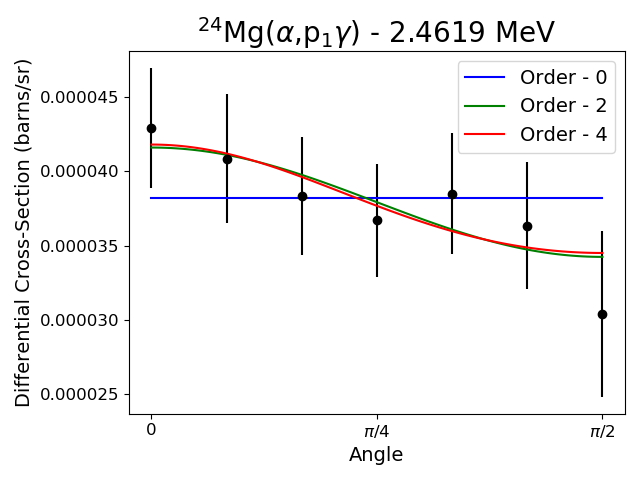 ²⁴Mg(α,p₁γ) - 2.4619 MeV
Differential Cross-Section (barns/sr)
0.000045
0.000040
0.000035
0.000030
0.000025
Order - 0
Order - 2
Order - 4
0
π/4
π/2
Angle